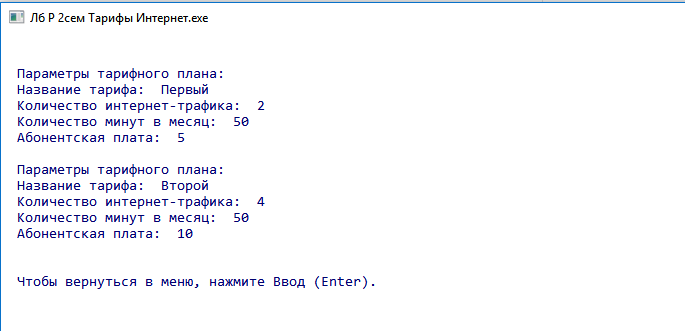 Л6 Р 2сем Тарифы Интернет.exe
Параметры тарифного плана:
Название тарифа:  Первый
Количество интернет-трафика:  2
Количество минут в месяц:  50
Абонентская плата:  5
Параметры тарифного плана:
Название тарифа:  Второй
Количество интернет-трафика:  4
Количество минут в месяц:  50
Абонентская плата:  10
Чтобы вернуться в меню, нажмите Ввод (Enter).